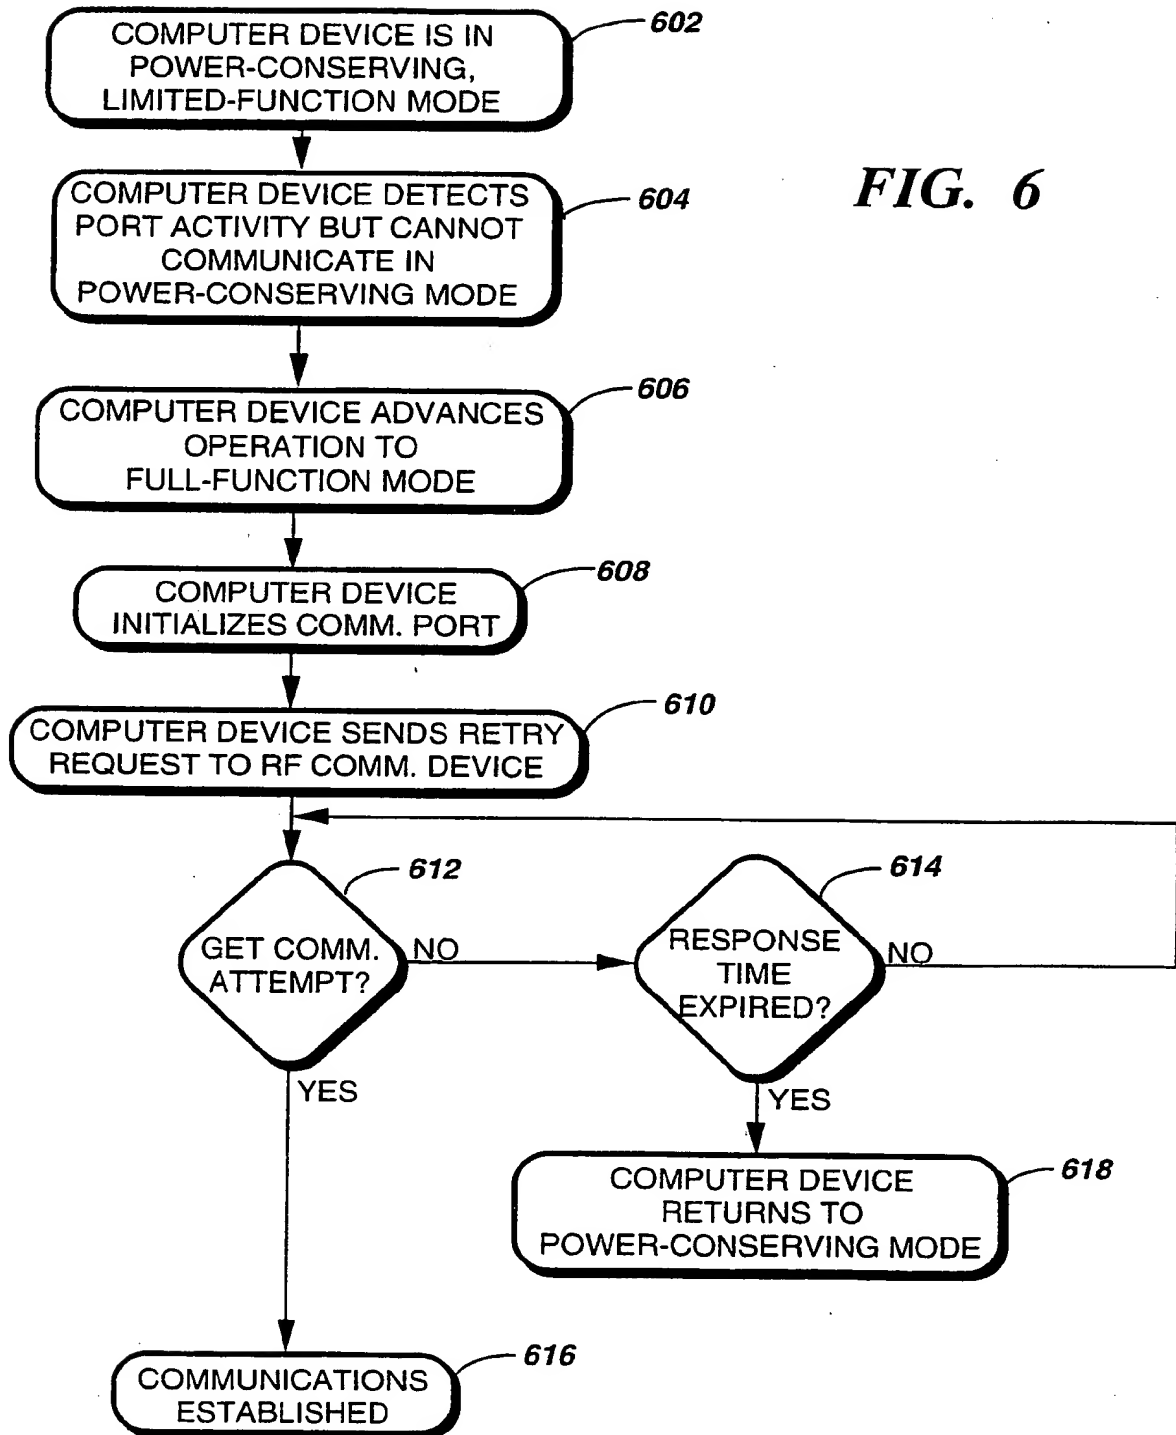 COMPUTER DEVICE IS IN
POWER-CONSERVING,
LIMITED-FUNCTION MODE
602
FIG. 6
COMPUTER DEVICE DETECTS
PORT ACTIVITY BUT CANNOT
COMMUNICATE IN
POWER-CONSERVING MODE
604
COMPUTER DEVICE ADVANCES
OPERATION TO
FULL-FUNCTION MODE
606
COMPUTER DEVICE
INITIALIZES COMM. PORT
608
COMPUTER DEVICE SENDS RETRY
REQUEST TO RF COMM. DEVICE
610
GET COMM.
ATTEMPT?
612
NO
YES
RESPONSE
TIME
EXPIRED?
614
NO
YES
COMPUTER DEVICE
RETURNS TO
POWER-CONSERVING MODE
618
COMMUNICATIONS
ESTABLISHED
616